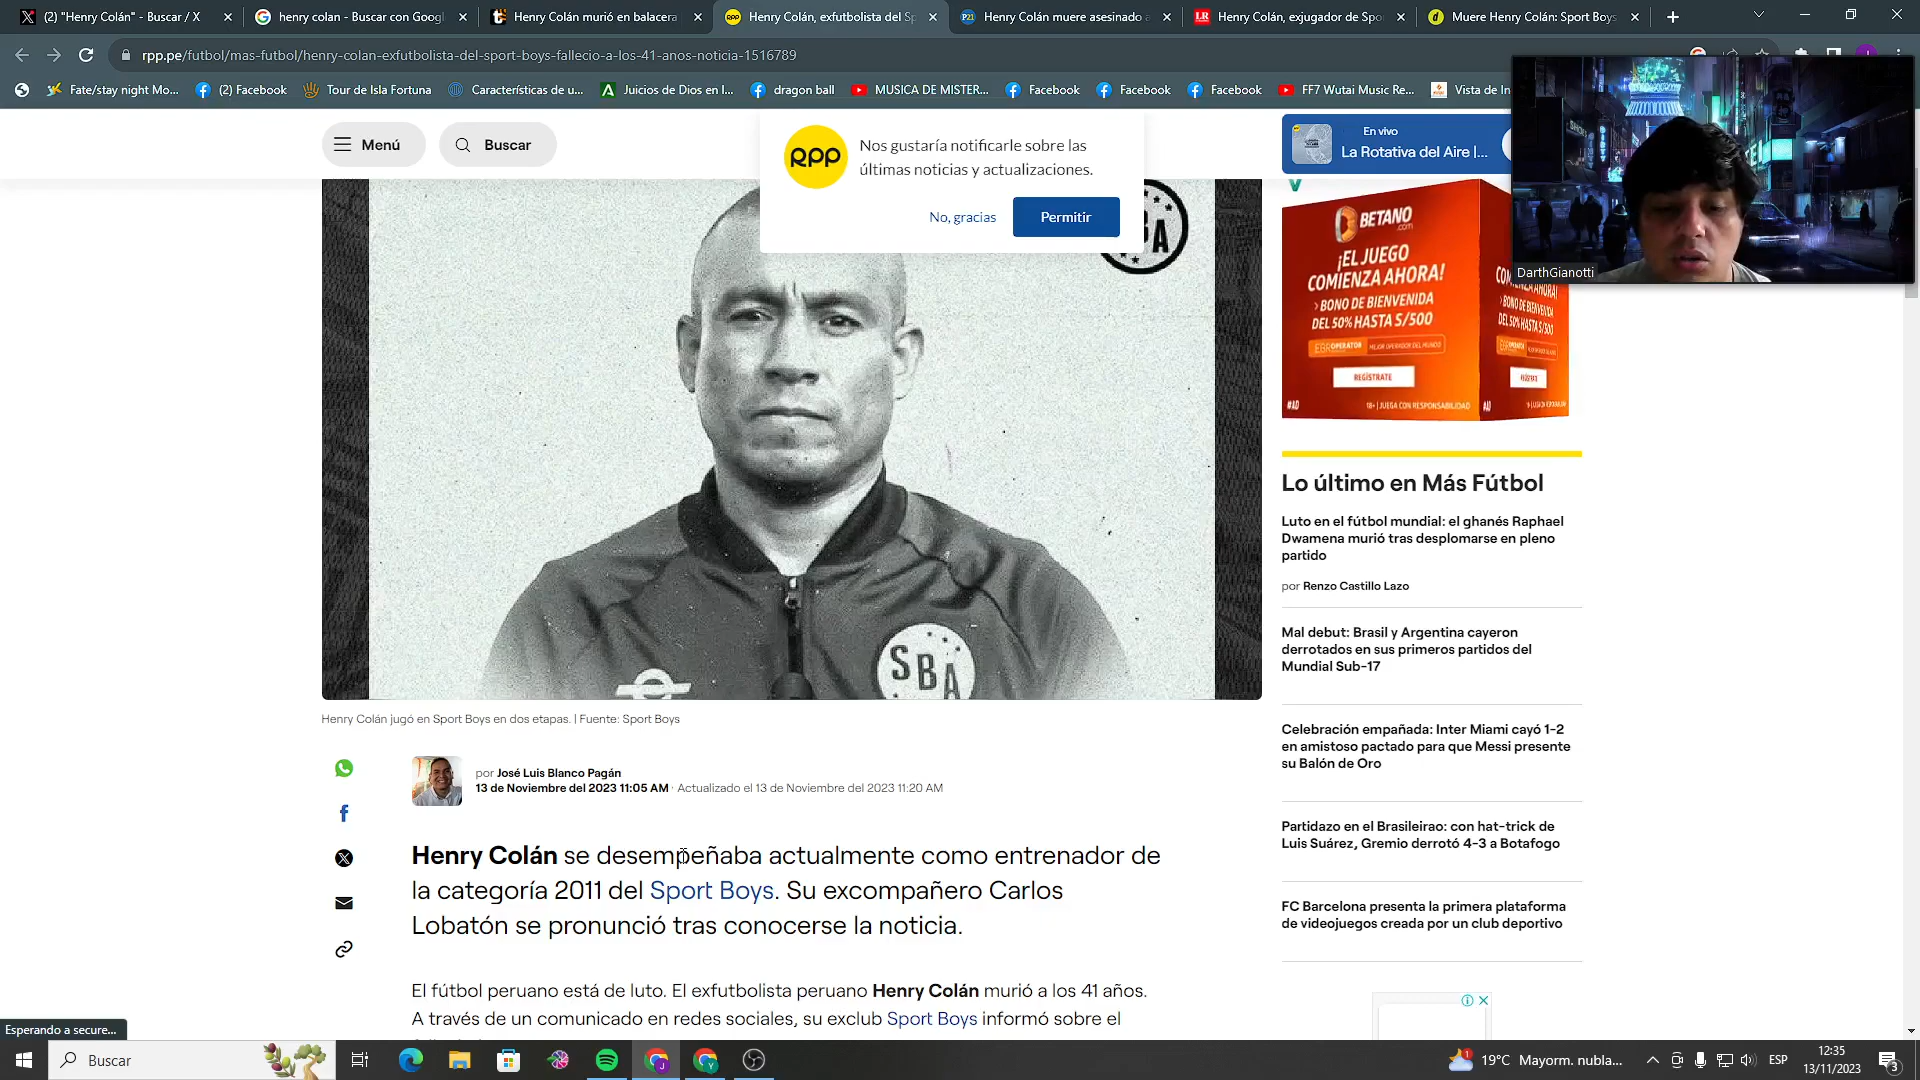 (2) "Henry Colán" - Buscar / X
henry colan - Buscar con Googl
Henry Colán murió en balacera
Henry Colán, exfutbolista del Sp
Henry Colán muere asesinado a
Henry Colán, exjugador de Spo
Muere Henry Colán: Sport Boys
rpp.pe/futbol/mas-futbol/henry-colan-exfutbolista-del-sport-boys-fallecio-a-los-41-anos-noticia-1516789
Fate/stay night Mo...
(2) Facebook
Tour de Isla Fortuna
Características de u...
Juicios de Dios en I...
dragon ball
MUSICA DE MISTER...
Facebook
Facebook
Facebook
FF7 Wutai Music Re...
Vista de In
Menú
Buscar
RPP
Nos gustaría notificarle sobre las
últimas noticias y actualizaciones.
No, gracias
Permitir
En vivo
La Rotativa del Aire |...
DarthGianotti
BETANO
.com
¡EL JUEGO
COMIENZA AHORA!
> BONO DE BIENVENIDA
DEL 50% HASTA S/500
REGÍSTRATE
#AD
18+ | JUEGA CON RESPONSABILIDAD
SBA
Henry Colán jugó en Sport Boys en dos etapas. | Fuente: Sport Boys
por José Luis Blanco Pagán
13 de Noviembre del 2023 11:05 AM · Actualizado el 13 de Noviembre del 2023 11:20 AM
Henry Colán se desempeñaba actualmente como entrenador de
la categoría 2011 del Sport Boys. Su excompañero Carlos
Lobatón se pronunció tras conocerse la noticia.
El fútbol peruano está de luto. El exfutbolista peruano Henry Colán murió a los 41 años.
A través de un comunicado en redes sociales, su exclub Sport Boys informó sobre el
Lo último en Más Fútbol
Luto en el fútbol mundial: el ghanés Raphael
Dwamena murió tras desplomarse en pleno
partido
por Renzo Castillo Lazo
Mal debut: Brasil y Argentina cayeron
derrotados en sus primeros partidos del
Mundial Sub-17
Celebración empañada: Inter Miami cayó 1-2
en amistoso pactado para que Messi presente
su Balón de Oro
Partidazo en el Brasileirao: con hat-trick de
Luis Suárez, Gremio derrotó 4-3 a Botafogo
FC Barcelona presenta la primera plataforma
de videojuegos creada por un club deportivo
Esperando a secure...
Buscar
19°C Mayorm. nubla...
ESP
12:35
13/11/2023
3